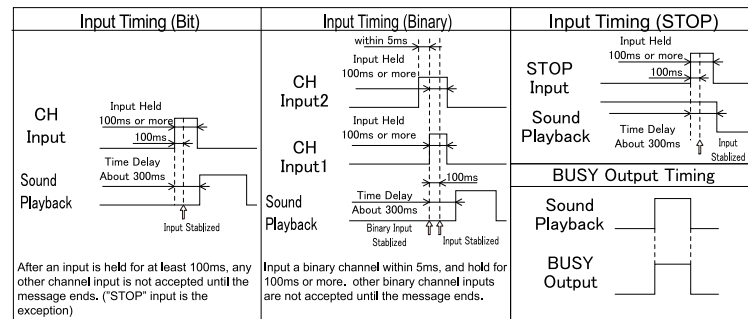 Input Timing (Bit)
CH
Input
Input Held
100ms or more
100ms
Time Delay
About 300ms
Sound
Playback
Input Stablized
After an input is held for at least 100ms, any
other channel input is not accepted until the
message ends. ("STOP" input is the
exception)
Input Timing (Binary)
within 5ms
Input Held
100ms or more
CH
Input2
Input Held
100ms or more
CH
Input1
100ms
Time Delay
About 300ms
Sound
Playback
Binary Input
Stablized
Input Stablized
Input a binary channel within 5ms, and hold for
100ms or more. other binary channel inputs
are not accepted until the message ends.
Input Timing (STOP)
Input Held
100ms or more
100ms
STOP
Input
Sound
Playback
Time Delay
About 300ms
Input
Stablized
BUSY Output Timing
Sound
Playback
BUSY
Output